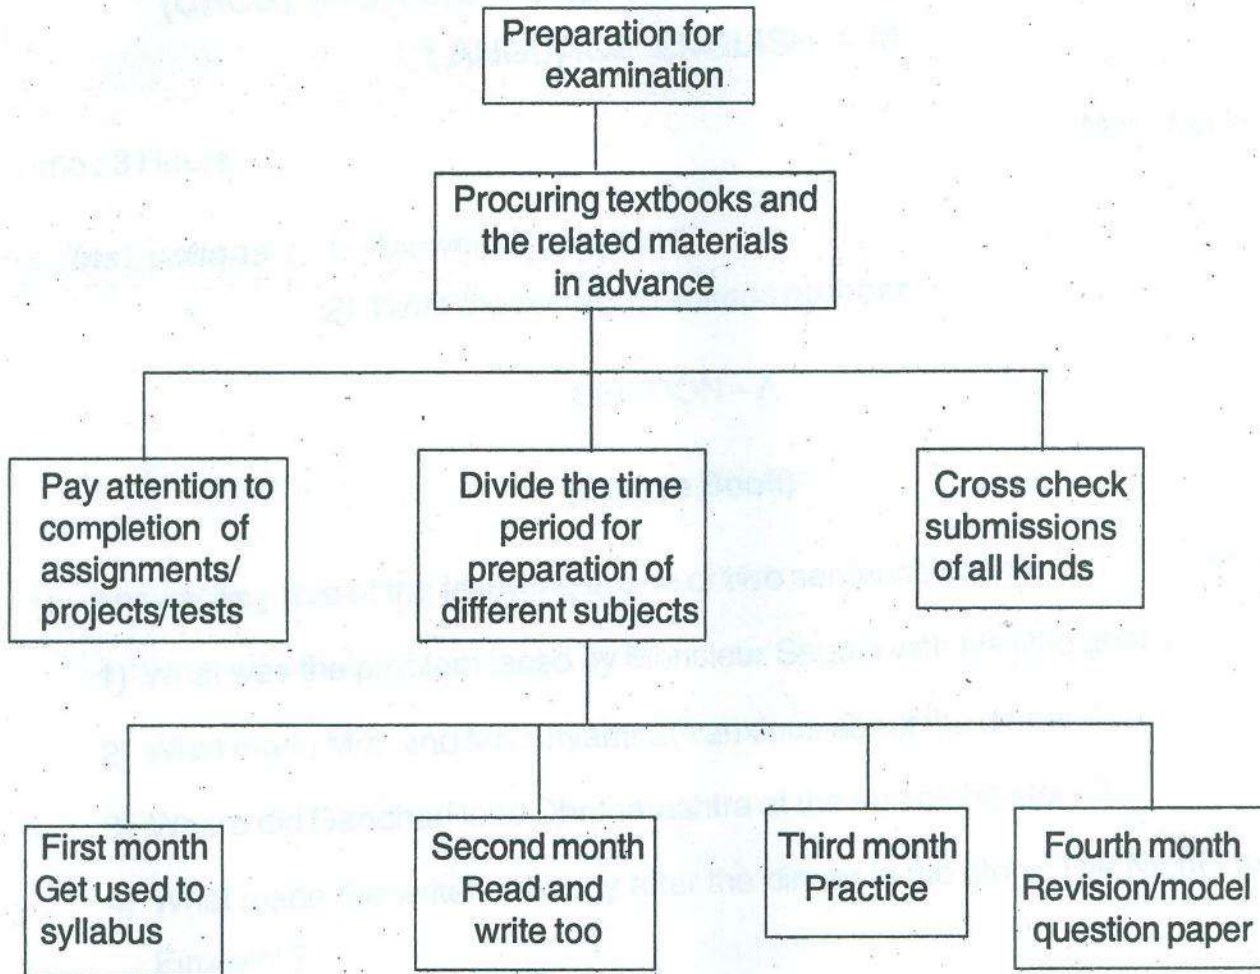 Preparation for
examination
Procuring textbooks and
the related materials
in advance
Pay attention to
completion of
assignments/
projects/tests
Divide the time
period for
preparation of
different subjects
Cross check
submissions
of all kinds
First month
Get used to
syllabus
Second month
Read and
write too
Third month
Practice
Fourth month
Revision/model
question paper